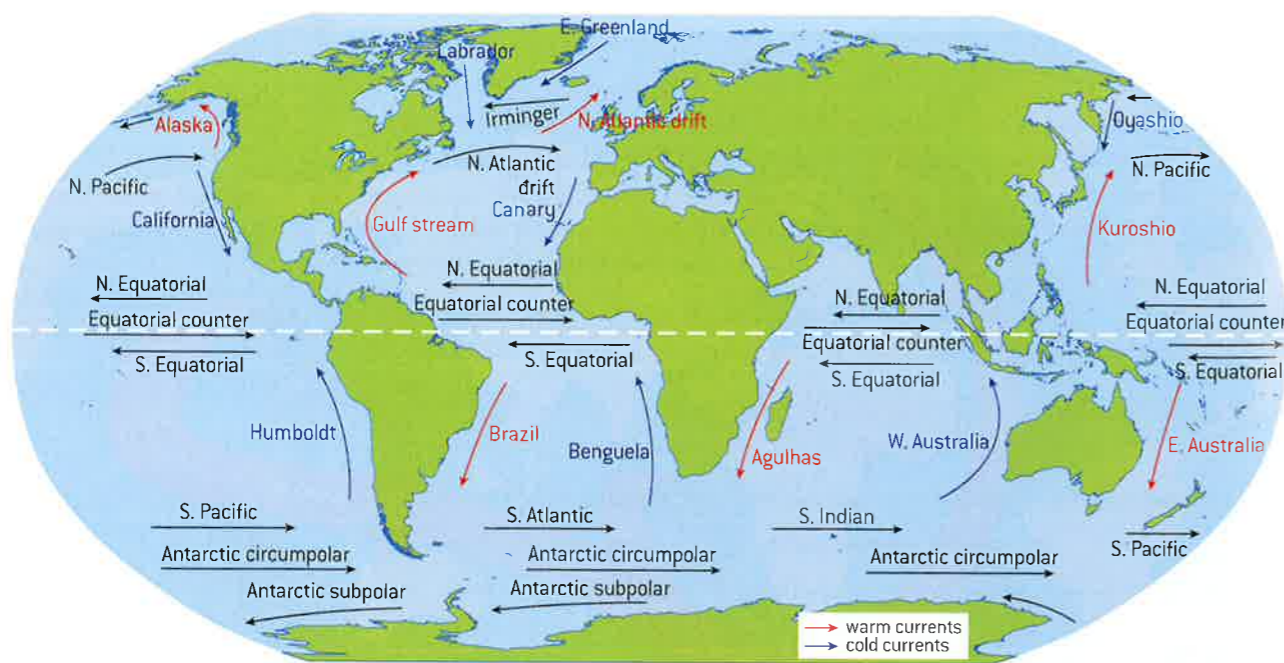 E. Greenland
Labrador
Irminger
N. Atlantic drift
Alaska
Oyashio
N. Pacific
N. Atlantic
drift
N. Pacific
California
Canary
Gulf stream
Kuroshio
N. Equatorial
N. Equatorial
N. Equatorial
N. Equatorial
Equatorial counter
Equatorial counter
Equatorial counter
Equatorial counter
S. Equatorial
S. Equatorial
S. Equatorial
S. Equatorial
Humboldt
Brazil
Benguela
Agulhas
W. Australia
E. Australia
S. Pacific
S. Atlantic
S. Indian
S. Pacific
Antarctic circumpolar
Antarctic circumpolar
Antarctic circumpolar
Antarctic subpolar
Antarctic subpolar
warm currents
cold currents